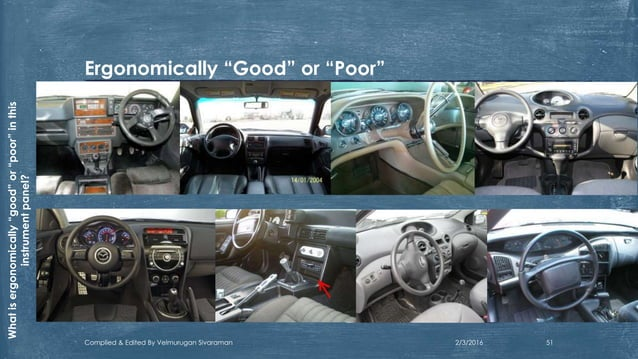 Ergonomically “Good” or “Poor”
What is ergonomically “good” or “poor” in this
instrument panel?
14/01/2004
Complied & Edited By Velmurugan Sivaraman
2/3/2016
51